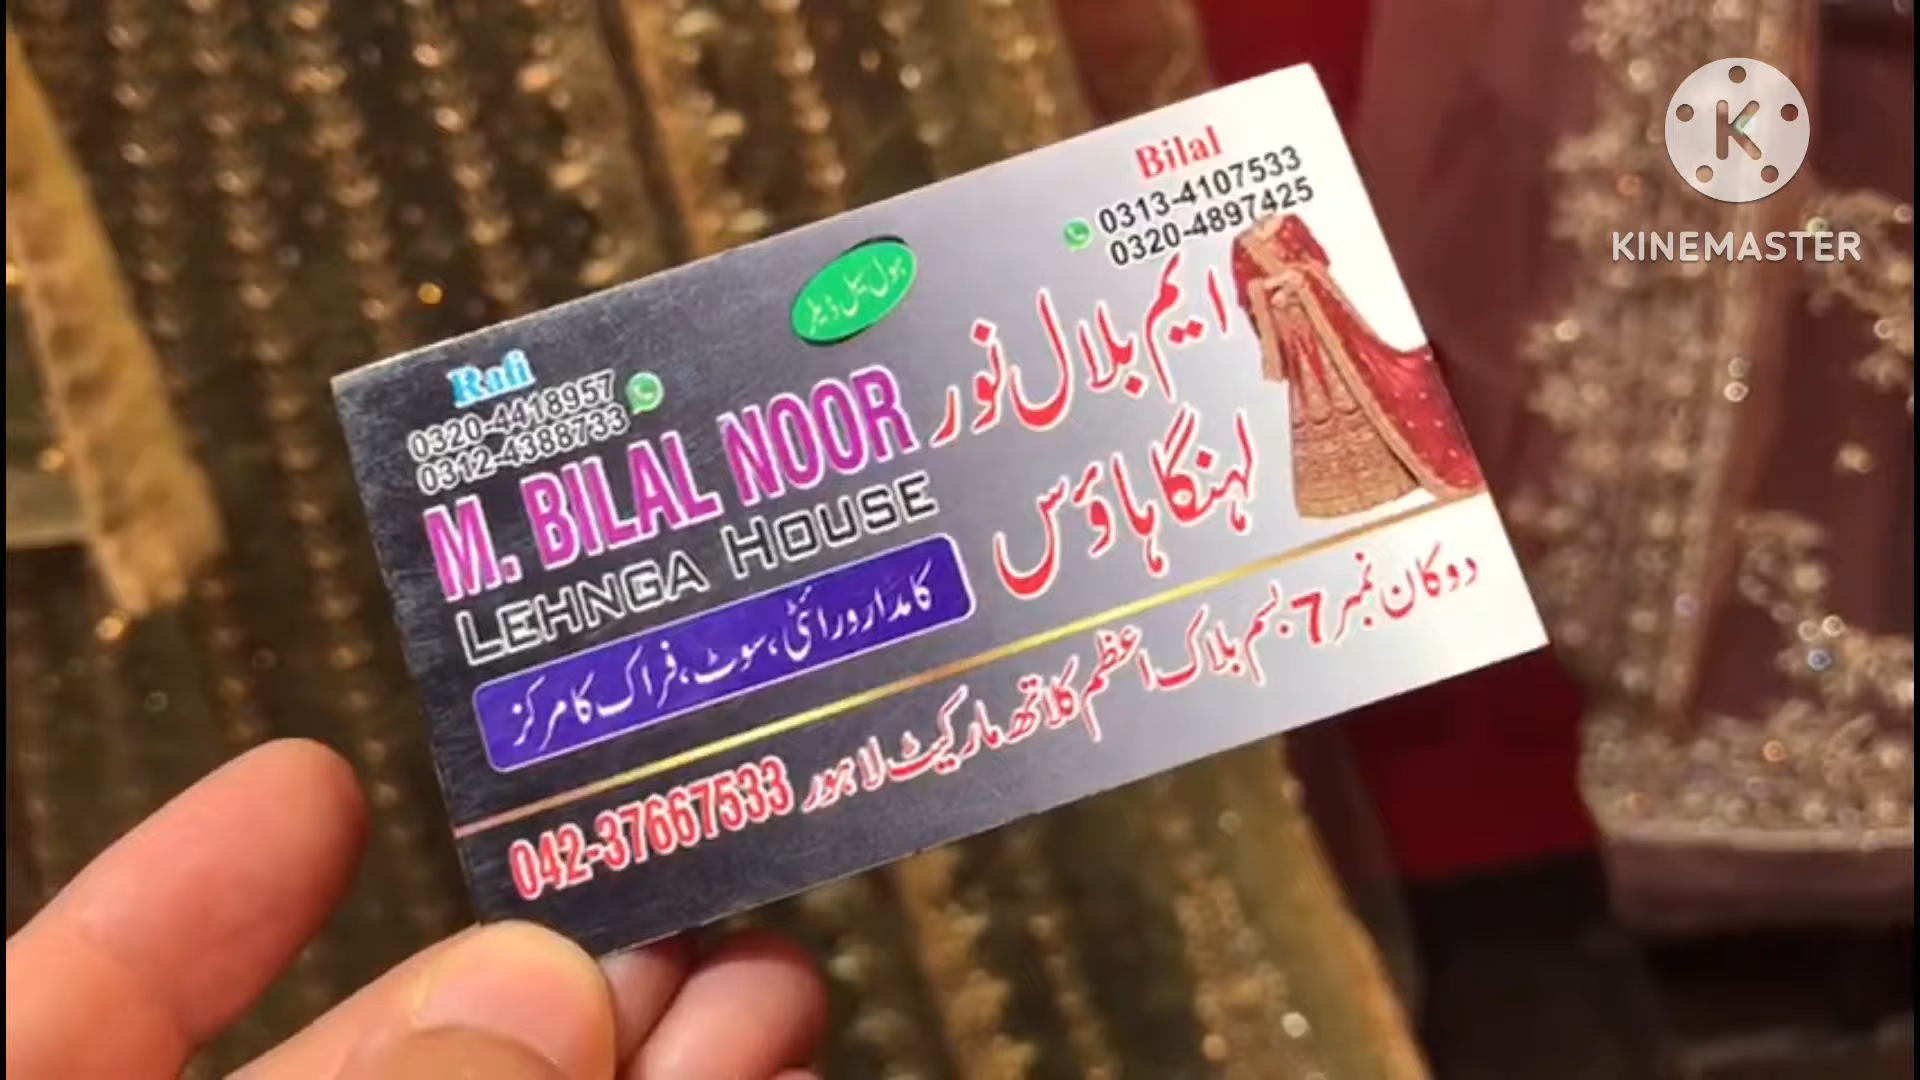 Bilal
0313-4107533
0320-4897425
ہول سیل ڈیلر
Rafi
0320-4418957
0312-4388733
ایم بلال نور
لہنگا ہاؤس
M. BILAL NOOR
LEHNGA HOUSE
کامدار ورائٹی، سوٹ، فراک کا مرکز
دوکان نمبر 7 بسم بلاک اعظم کلاتھ مارکیٹ لاہور
042-37667533
K
KINEMASTER